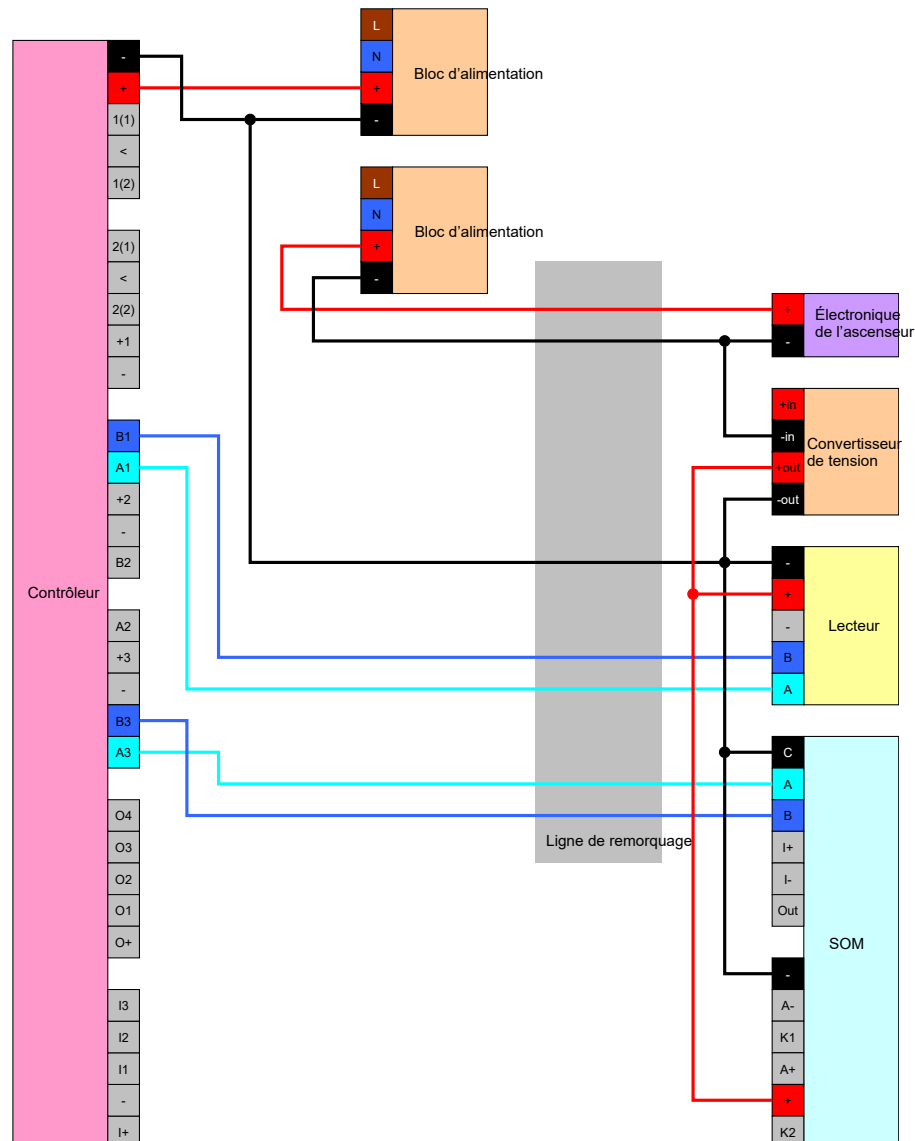 Contrôleur
-
+
1(1)
<
1(2)
2(1)
<
2(2)
+1
-
B1
A1
+2
-
B2
A2
+3
-
B3
A3
O4
O3
O2
O1
O+
I3
I2
I1
-
I+
L
N
+
-
Bloc d’alimentation
L
N
+
-
Bloc d’alimentation
Ligne de remorquage
+
-
Électronique
de l’ascenseur
+in
-in
+out
-out
Convertisseur
de tension
-
+
-
B
A
Lecteur
C
A
B
I+
I-
Out
-
A-
K1
A+
+
K2
SOM